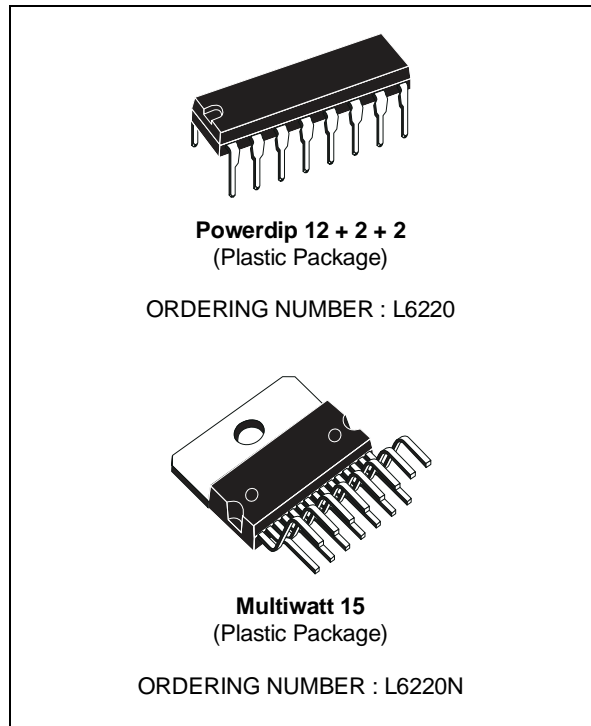 Powerdip 12 + 2 + 2
(Plastic Package)
ORDERING NUMBER : L6220
Multiwatt 15
(Plastic Package)
ORDERING NUMBER : L6220N